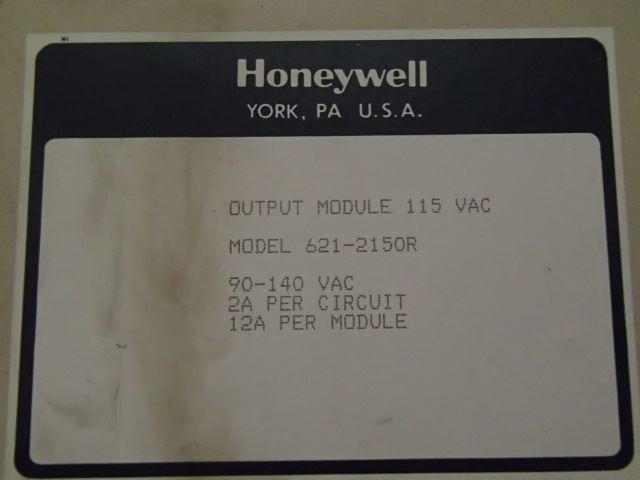 Honeywell
YORK, PA U.S.A.
OUTPUT MODULE 115 VAC
MODEL 621-2150R
90-140 VAC
2A PER CIRCUIT
12A PER MODULE